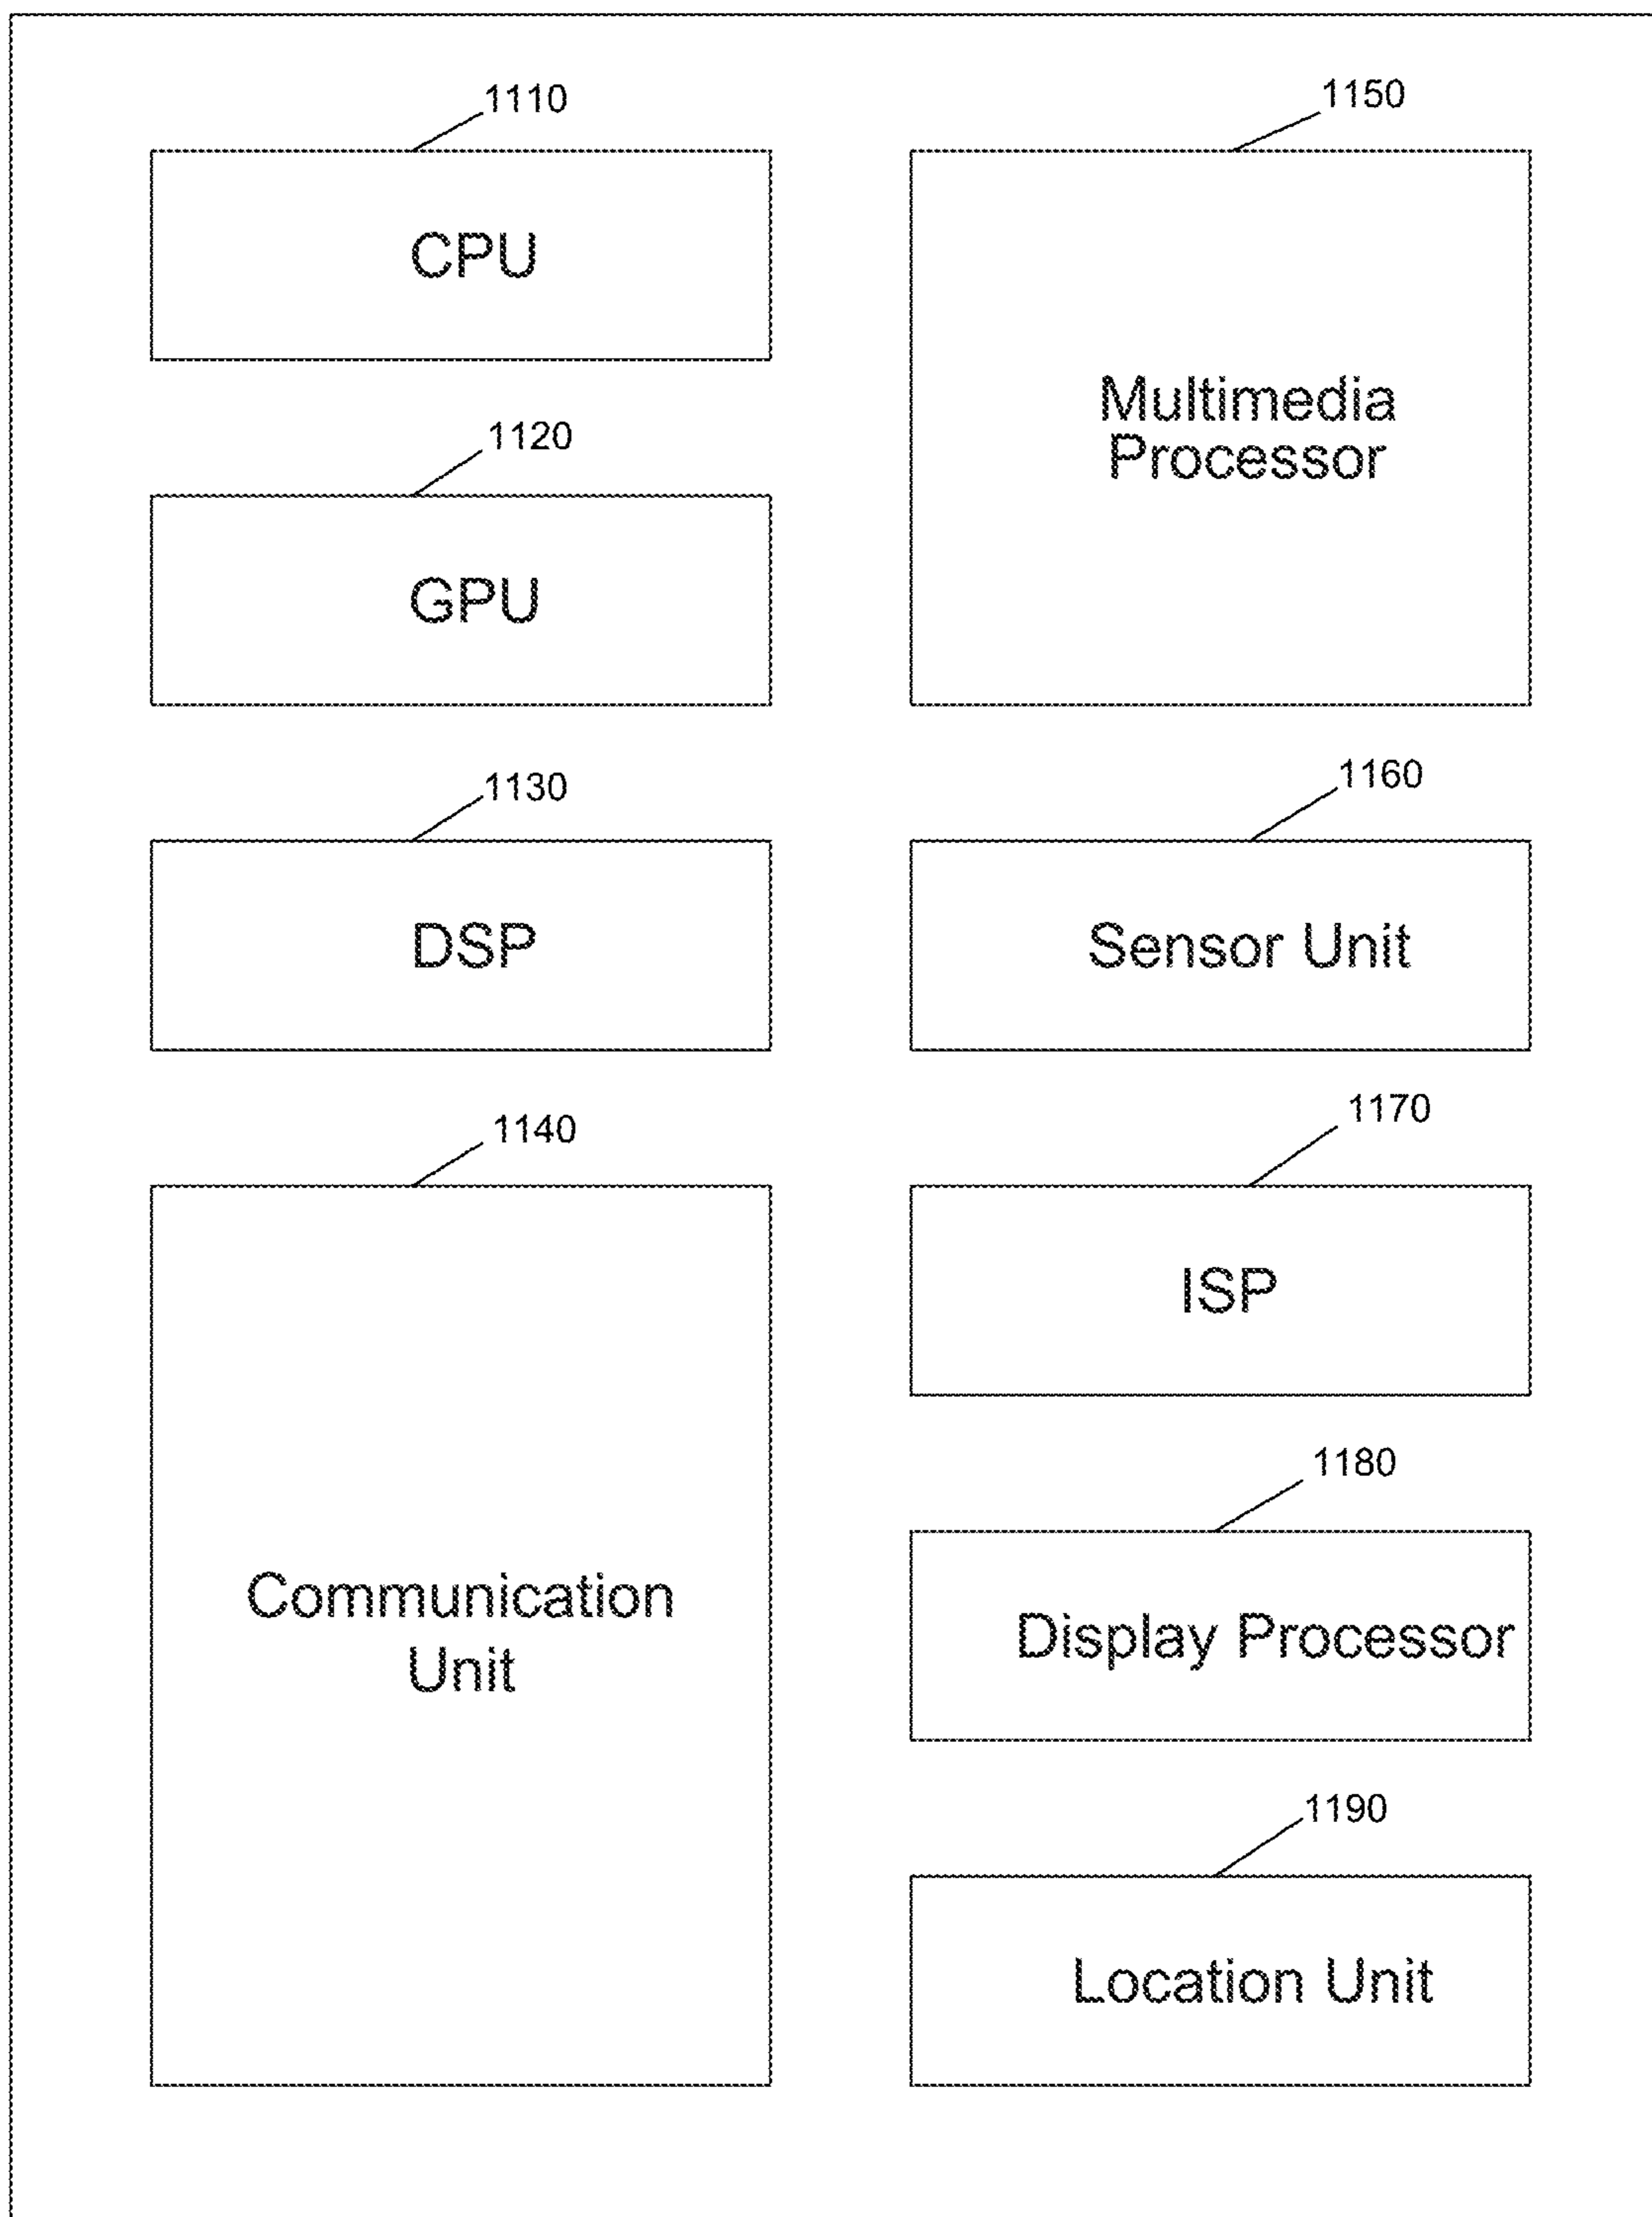 1110
CPU
1120
GPU
1130
DSP
1140
Communication
Unit
1150
Multimedia
Processor
1160
Sensor Unit
1170
ISP
1180
Display Processor
1190
Location Unit